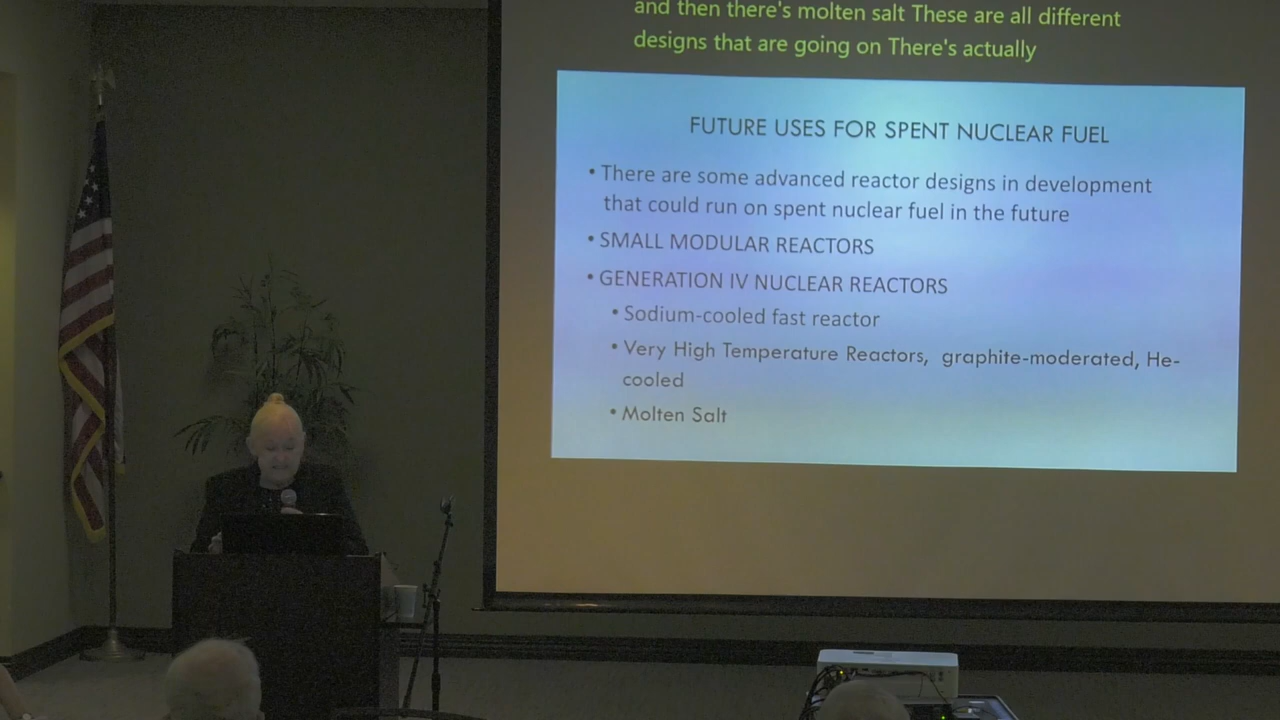 and then there's molten salt These are all different
designs that are going on There's actually
FUTURE USES FOR SPENT NUCLEAR FUEL
• There are some advanced reactor designs in development
that could run on spent nuclear fuel in the future
• SMALL MODULAR REACTORS
• GENERATION IV NUCLEAR REACTORS
• Sodium-cooled fast reactor
• Very High Temperature Reactors, graphite-moderated, He-
cooled
• Molten Salt